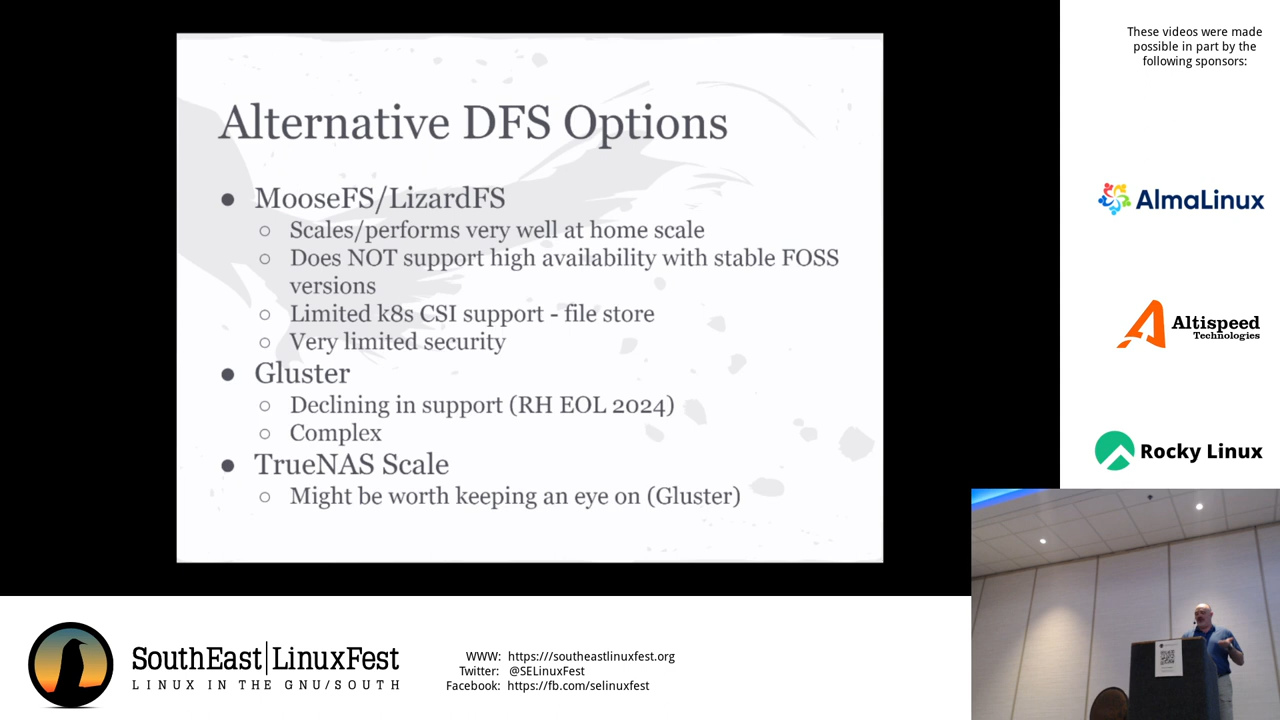 Alternative DFS Options
● MooseFS/LizardFS
○ Scales/performs very well at home scale
○ Does NOT support high availability with stable FOSS
versions
○ Limited k8s CSI support - file store
○ Very limited security
● Gluster
○ Declining in support (RH EOL 2024)
○ Complex
● TrueNAS Scale
○ Might be worth keeping an eye on (Gluster)
These videos were made
possible in part by the
following sponsors:
AlmaLinux
Altispeed
Technologies
Rocky Linux
SouthEast|LinuxFest
LINUX IN THE GNU/SOUTH
WWW: https://southeastlinuxfest.org
Twitter: @SELinuxFest
Facebook: https://fb.com/selinuxfest